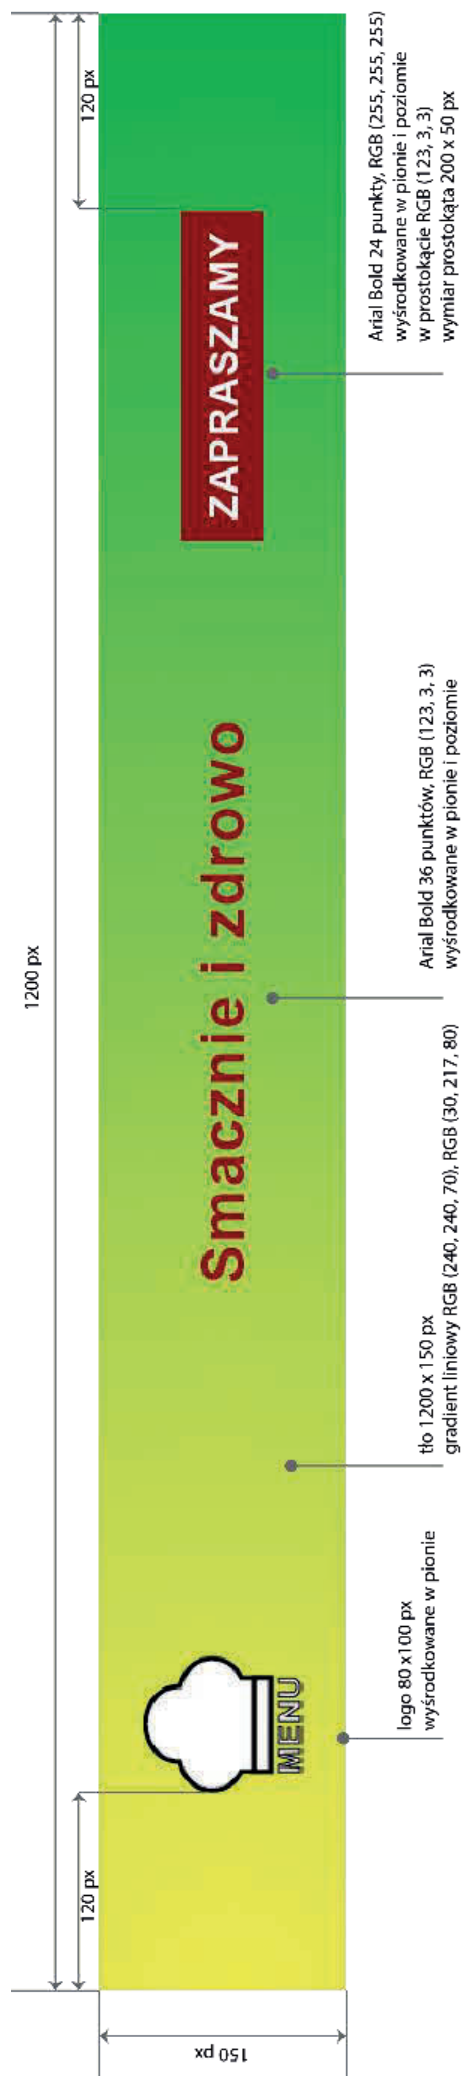 1200 px
120 px
120 px
150 px
MENU
Smacznie i zdrowo
ZAPRASZAMY
logo 80 x100 px
wyśrodkowane w pionie
tło 1200 x 150 px
gradient liniowy RGB (240, 240, 70), RGB (30, 217, 80)
Arial Bold 36 punktów, RGB (123, 3, 3)
wyśrodkowane w pionie i poziomie
Arial Bold 24 punkty, RGB (255, 255, 255)
wyśrodkowane w pionie i poziomie
w prostokącie RGB (123, 3, 3)
wymiar prostokąta 200 x 50 px